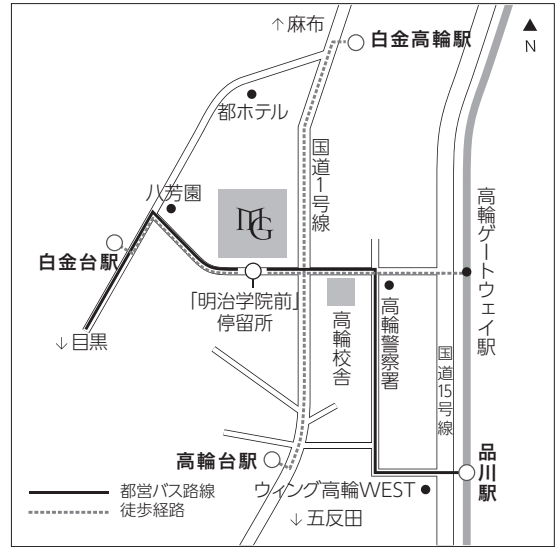 ↑麻布
白金高輪駅
▲
N
都ホテル
国道1号線
八芳園
MG
高輪ゲートウェイ駅
白金台駅
「明治学院前」
停留所
↓目黒
高輪校舎
高輪警察署
国道15号線
高輪台駅
品川駅
ウィング高輪WEST
↓五反田
都営バス路線
徒歩経路